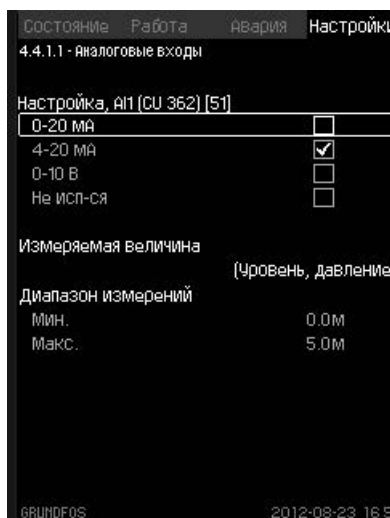 Состояние Работа Авария Настройки
4.4.1.1 - Аналоговые входы
Настройка, AI1 (CU 362) [51]
0-20 мА
4-20 мА
0-10 В
Не исп-ся
Измеряемая величина
(Уровень, давление
Диапазон измерений
Мин. 0.0м
Макс. 5.0м
GRUNDFOS 2012-08-23 16:5